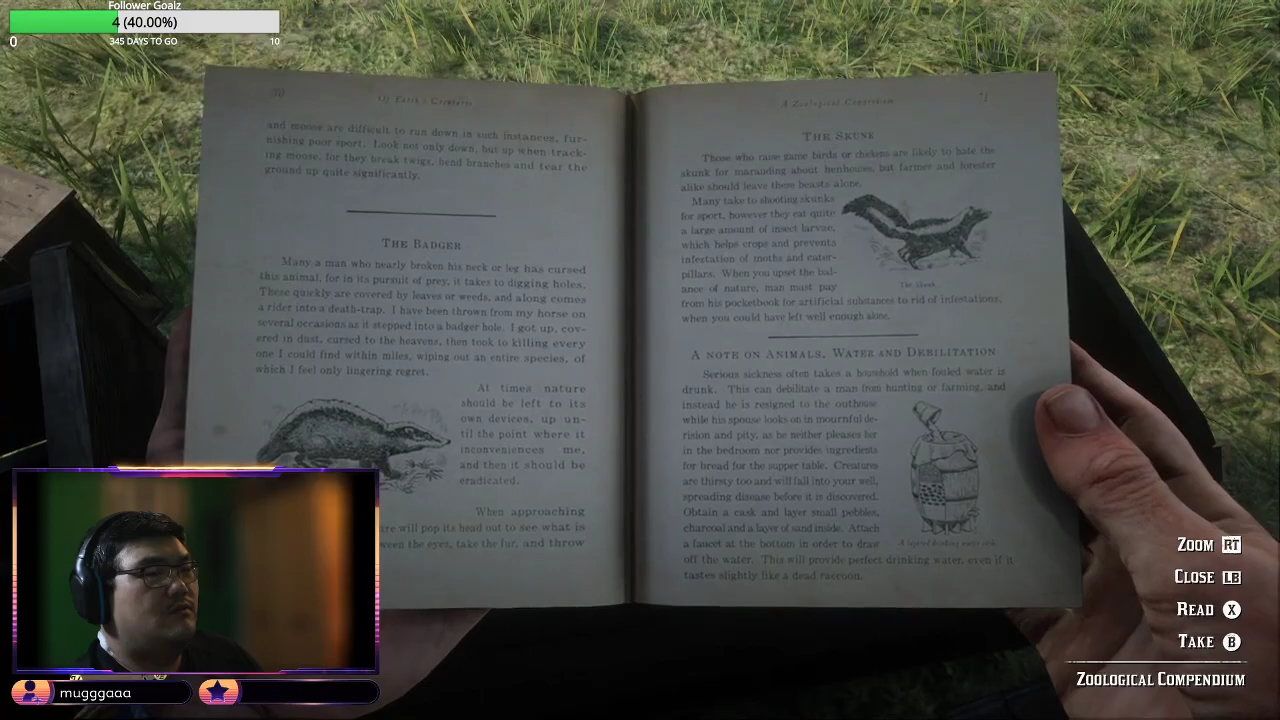 Follower Goalz
4 (40.00%)
0
345 DAYS TO GO
10
70
Of Earth's Creatures
and moose are difficult to run down in such instances, fur-
nishing poor sport. Look not only down, but up when track-
ing moose, for they break twigs, bend branches and tear the
ground up quite significantly.
THE BADGER
Many a man who nearly broken his neck or leg has cursed
this animal, for in its pursuit of prey, it takes to digging holes.
These quickly are covered by leaves or weeds, and along comes
a rider into a death-trap. I have been thrown from my horse on
several occasions as it stepped into a badger hole. I got up, cov-
ered in dust, cursed to the heavens, then took to killing every
one I could find within miles, wiping out an entire species, of
which I feel only lingering regret.
At times nature
should be left to its
own devices, up un-
til the point where it
inconveniences me,
and then it should be
eradicated.
When approaching
will pop its head out to see what is
the eyes, take the fur, and throw
A Zoological Compendium
71
THE SKUNK
Those who raise game birds or chickens are likely to hate the
skunk for marauding about henhouses, but farmer and forester
alike should leave these beasts alone.
Many take to shooting skunks
for sport, however they eat quite
a large amount of insect larvae,
which helps crops and prevents
infestation of moths and cater-
pillars. When you upset the bal-
ance of nature, man must pay
The Skunk
from his pocketbook for artificial substances to rid of infestations,
when you could have left well enough alone.
A NOTE ON ANIMALS, WATER AND DEBILITATION
Serious sickness often takes a household when fouled water is
drunk. This can debilitate a man from hunting or farming, and
instead he is resigned to the outhouse
while his spouse looks on in mournful de-
rision and pity, as he neither pleases her
in the bedroom nor provides ingredients
for bread for the supper table. Creatures
are thirsty too and will fall into your well,
spreading disease before it is discovered.
Obtain a cask and layer small pebbles,
charcoal and a layer of sand inside. Attach
a faucet at the bottom in order to draw
A layered drinking water cask.
off the water. This will provide perfect drinking water, even if it
tastes slightly like a dead raccoon.
ZOOM RT
CLOSE LB
READ X
TAKE B
ZOOLOGICAL COMPENDIUM
mugggaaa